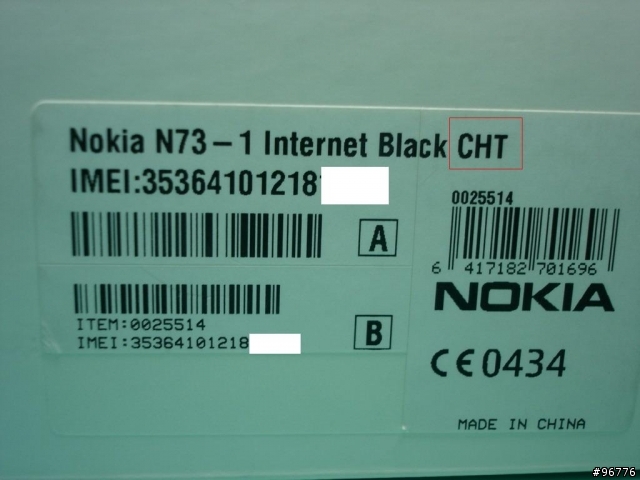 Nokia N73-1 Internet Black CHT
IMEI:35364101218
A
ITEM:0025514
IMEI:35364101218
B
0025514
6 417182 701696
NOKIA
CE0434
MADE IN CHINA
#96776